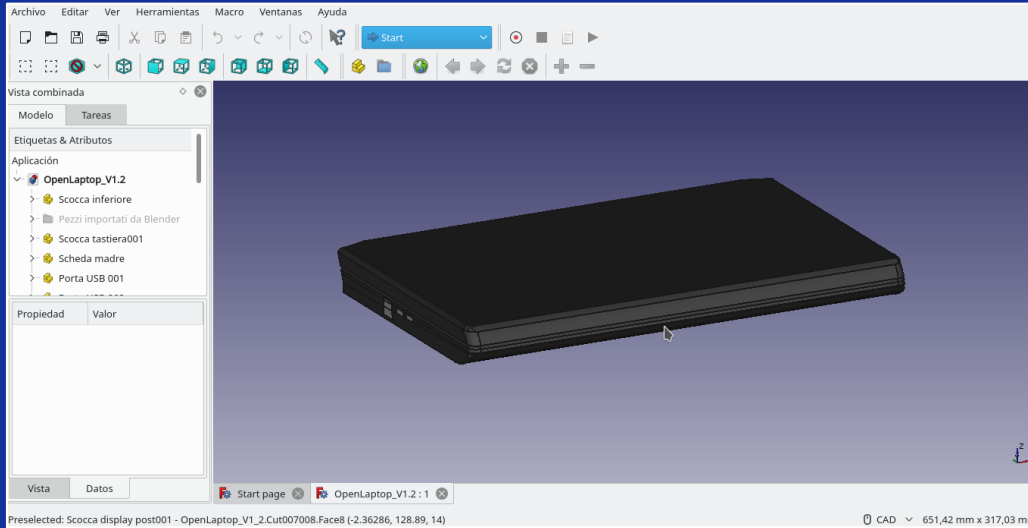 Archivo Editar Ver Herramientas Macro Ventanas Ayuda
Start
Vista combinada
Modelo Tareas
Etiquetas & Atributos
Aplicación
OpenLaptop_V1.2
Scocca inferiore
Pezzi importati da Blender
Scocca tastiera001
Scheda madre
Porta USB 001
Propiedad Valor
Z
Vista Datos
Start page OpenLaptop_V1.2 : 1
Preselected: Scocca display post001 - OpenLaptop_V1_2.Cut007008.Face8 (-2.36286, 128.89, 14) CAD 651,42 mm x 317,03 m